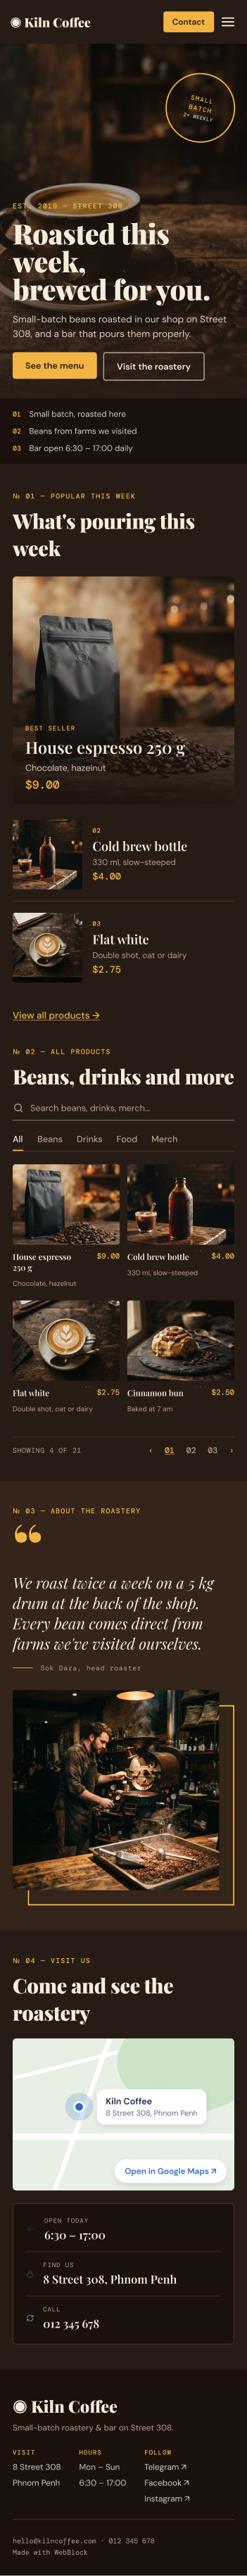 Kiln Coffee
Contact
SMALL
BATCH
2× WEEKLY
EST. 2019 — STREET 308
Roasted this
week,
brewed for you.
Small-batch beans roasted in our shop on Street
308, and a bar that pours them properly.
See the menu
Visit the roastery
01 Small batch, roasted here
02 Beans from farms we visited
03 Bar open 6:30 – 17:00 daily
№ 01 — POPULAR THIS WEEK
What's pouring this
week
BEST SELLER
House espresso 250 g
Chocolate, hazelnut
$9.00
02
Cold brew bottle
330 ml, slow-steeped
$4.00
03
Flat white
Double shot, oat or dairy
$2.75
View all products →
№ 02 — ALL PRODUCTS
Beans, drinks and more
Search beans, drinks, merch...
All Beans Drinks Food Merch
House espresso 250 g $9.00
Chocolate, hazelnut
Cold brew bottle $4.00
330 ml, slow-steeped
Flat white $2.75
Double shot, oat or dairy
Cinnamon bun $2.50
Baked at 7 am
SHOWING 4 OF 21 ‹ 01 02 03 ›
№ 03 — ABOUT THE ROASTERY
“
We roast twice a week on a 5 kg
drum at the back of the shop.
Every bean comes direct from
farms we've visited ourselves.
Sok Dara, head roaster
№ 04 — VISIT US
Come and see the
roastery
Kiln Coffee
8 Street 308, Phnom Penh
Open in Google Maps ↗
OPEN TODAY
6:30 – 17:00
FIND US
8 Street 308, Phnom Penh
CALL
012 345 678
Kiln Coffee
Small-batch roastery & bar on Street 308.
VISIT HOURS FOLLOW
8 Street 308 Mon – Sun Telegram ↗
Phnom Penh 6:30 – 17:00 Facebook ↗
Instagram ↗
hello@kilncoffee.com · 012 345 678
Made with WebBlock